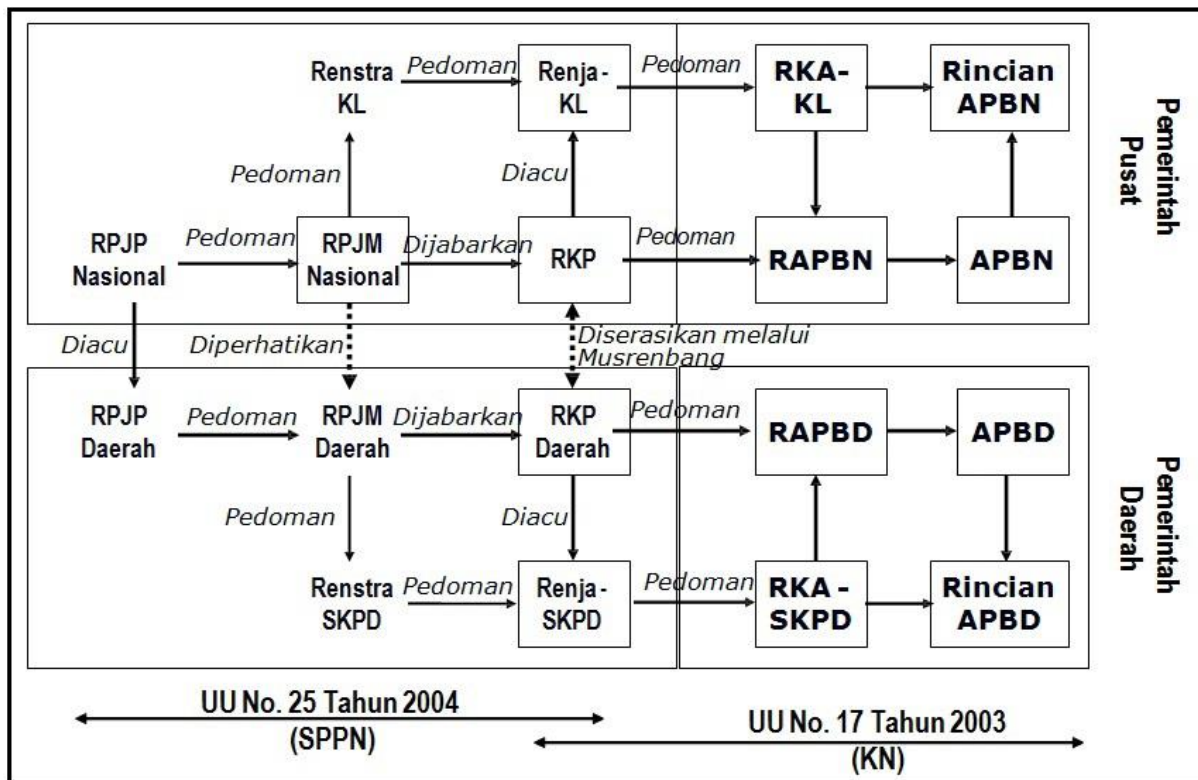 Renstra
KL
Pedoman
Renja -
KL
Pedoman
RKA-
KL
Rincian
APBN
Pemerintah
Pusat
Pedoman
Diacu
RPJP
Nasional
Pedoman
RPJM
Nasional
Dijabarkan
RKP
Pedoman
RAPBN
APBN
Diacu
Diperhatikan
Diserasikan melalui
Musrenbang
RPJP
Daerah
Pedoman
RPJM
Daerah
Dijabarkan
RKP
Daerah
Pedoman
RAPBD
APBD
Pemerintah
Daerah
Pedoman
Diacu
Renstra
SKPD
Pedoman
Renja -
SKPD
Pedoman
RKA -
SKPD
Rincian
APBD
UU No. 25 Tahun 2004
(SPPN)
UU No. 17 Tahun 2003
(KN)